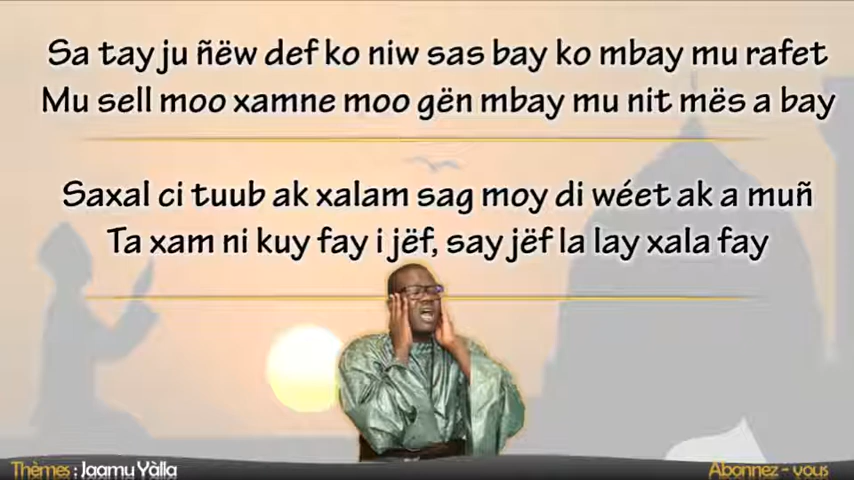 Sa tay ju ñëw def ko niw sas bay ko mbay mu rafet
Mu sell moo xamne moo gën mbay mu nit mës a bay
Saxal ci tuub ak xalam sag moy di wéet ak a muñ
Ta xam ni kuy fay i jëf, say jëf la lay xala fay
Thèmes : Jaamu Yàlla
Abonnez - vous